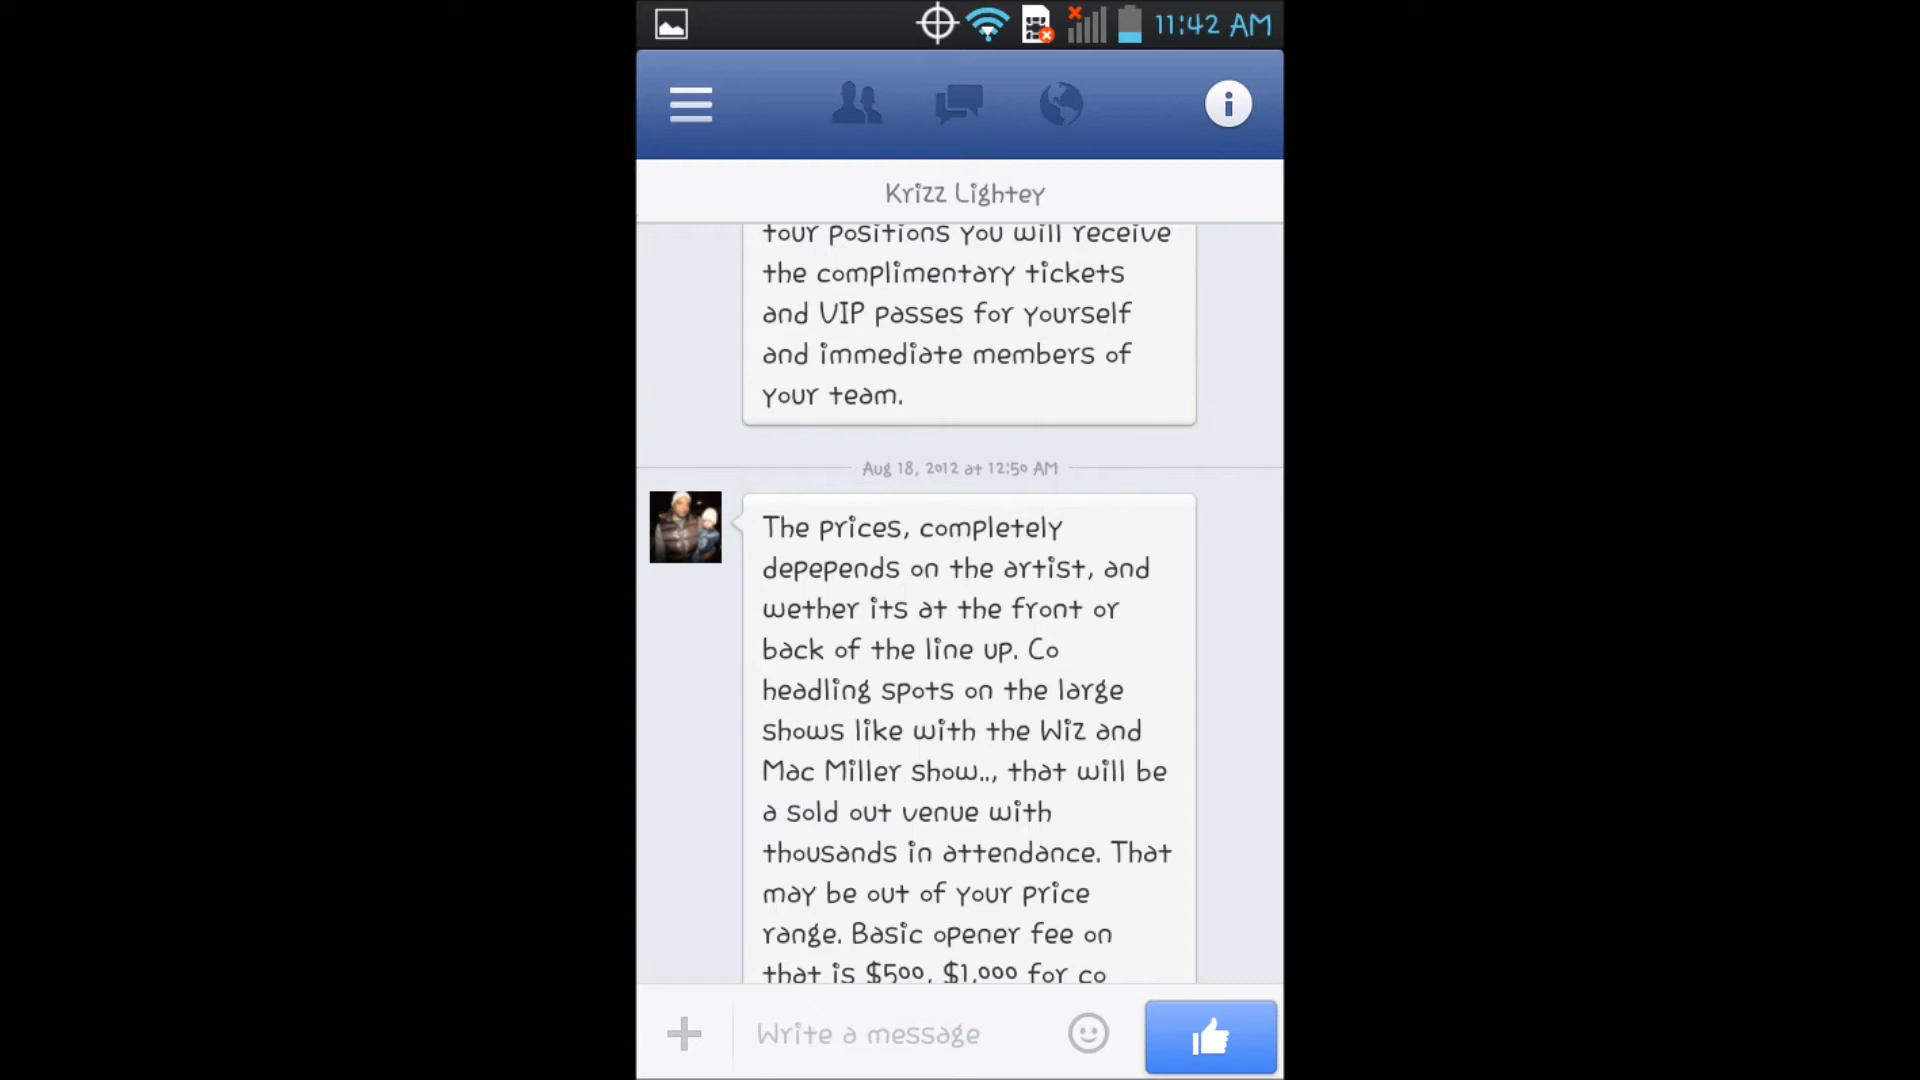 11:42 AM
Krizz Lightey
tour positions you will receive
the complimentary tickets
and VIP passes for yourself
and immediate members of
your team.
Aug 18, 2012 at 12:50 AM
The prices, completely
depepends on the artist, and
wether its at the front or
back of the line up. Co
headling spots on the large
shows like with the Wiz and
Mac Miller show.., that will be
a sold out venue with
thousands in attendance. That
may be out of your price
range. Basic opener fee on
that is $500, $1,000 for co
Write a message